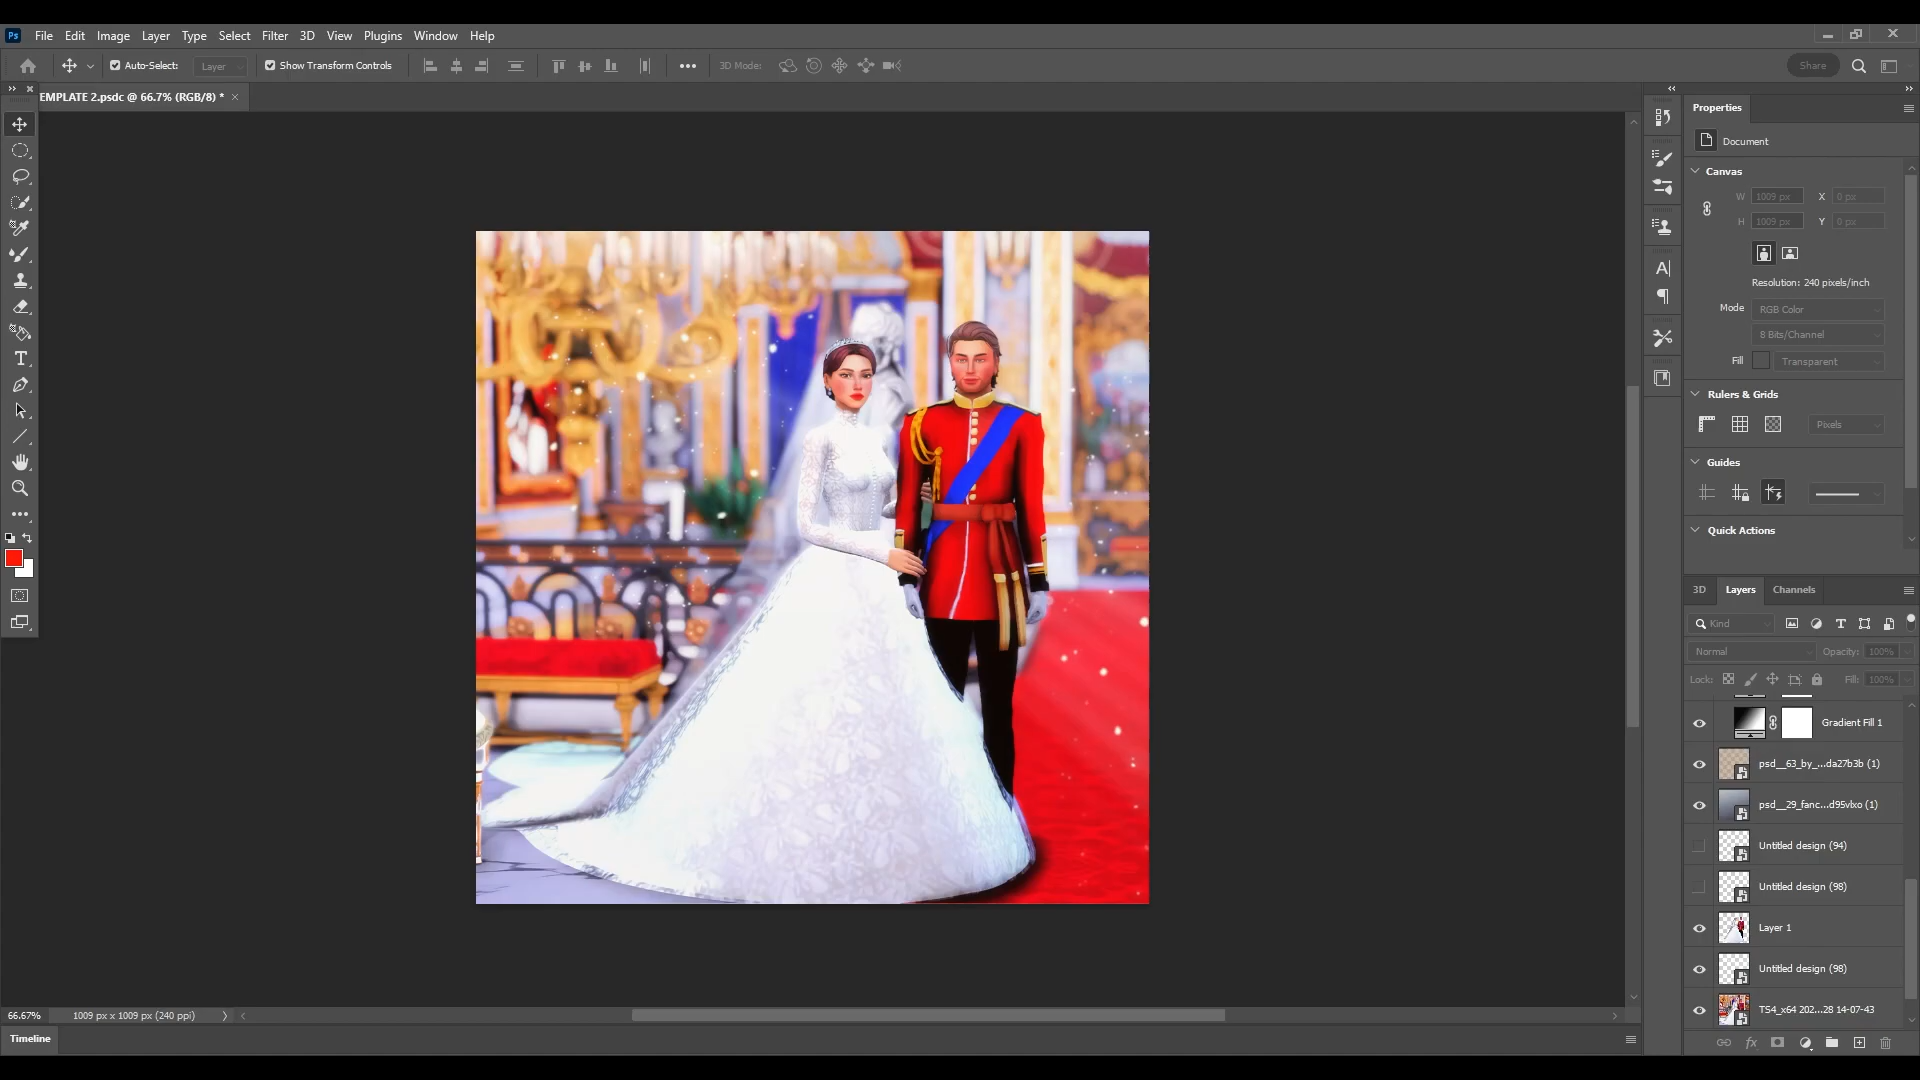 Ps File Edit Image Layer Type Select Filter 3D View Plugins Window Help
Auto-Select: Layer Show Transform Controls 3D Mode: Share
EMPLATE 2.psdc @ 66.7% (RGB/8) *
Properties
Document
Canvas
W 1009 px X 0 px
H 1009 px Y 0 px
Resolution: 240 pixels/inch
Mode RGB Color
8 Bits/Channel
Fill Transparent
Rulers & Grids
Pixels
Guides
Quick Actions
3D Layers Channels
Kind
Normal Opacity: 100%
Lock: Fill: 100%
Gradient Fill 1
psd__63_by_...da27b3b (1)
psd__29_fanc...d95vlxo (1)
Untitled design (94)
Untitled design (98)
Layer 1
Untitled design (98)
TS4_x64 202...28 14-07-43
66.67% 1009 px x 1009 px (240 ppi)
Timeline